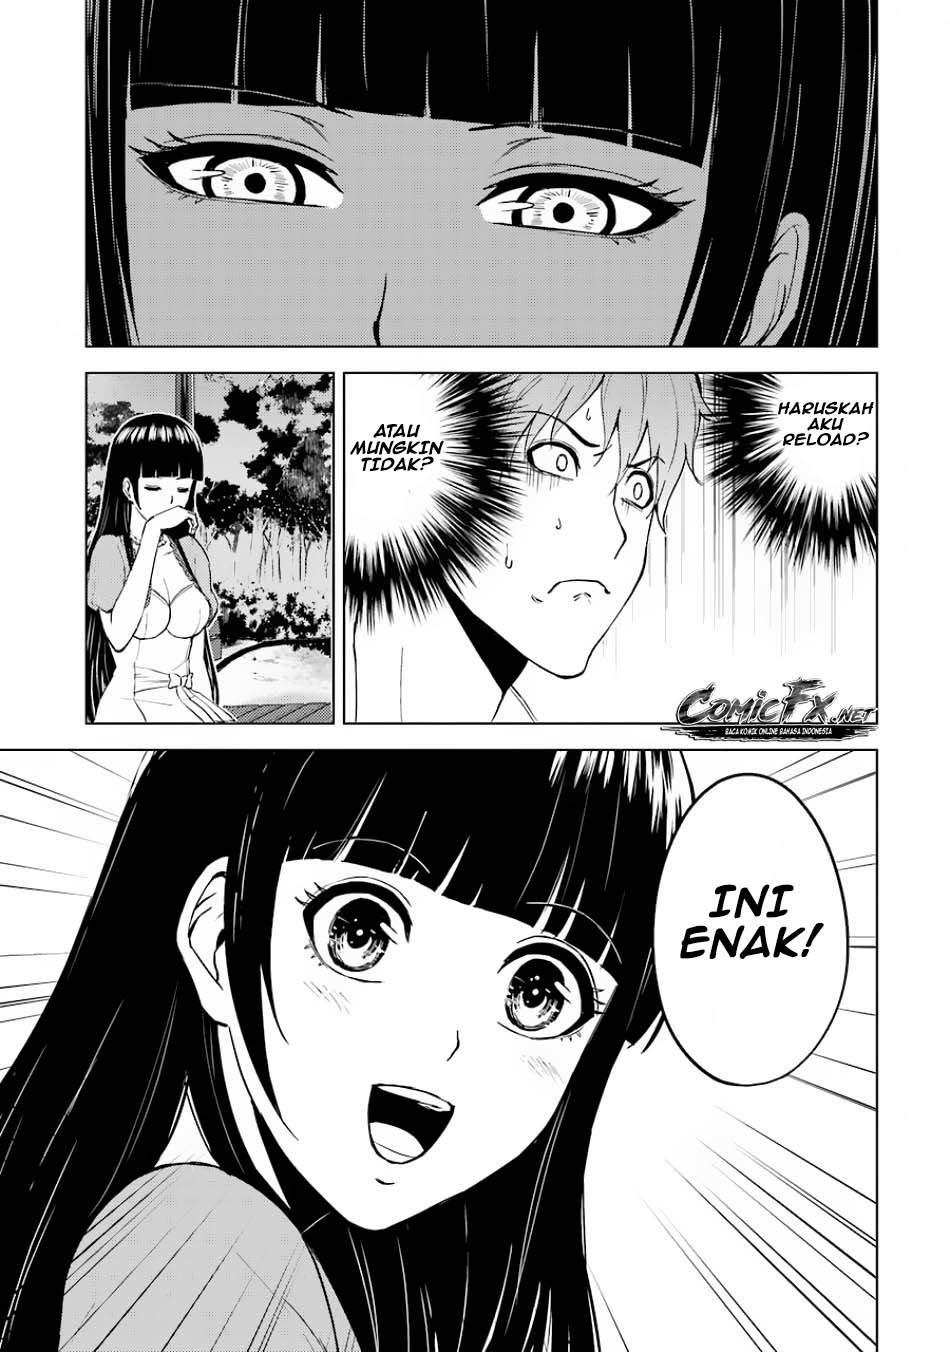 HARUSKAH
AKU
RELOAD?
ATAU
MUNGKIN
TIDAK?
COMICFX.NET
BACA KOMIK ONLINE BAHASA INDONESIA
INI
ENAK!